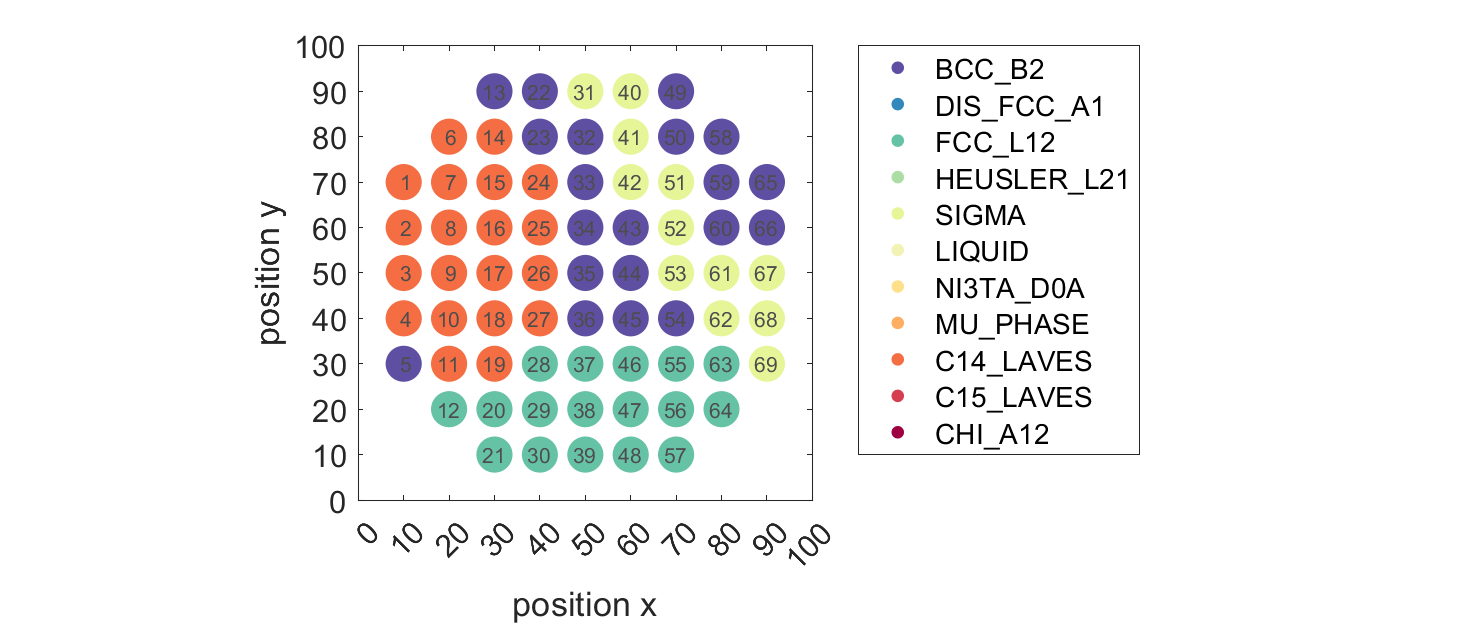 100
90
80
70
60
50
40
30
20
10
0
position y
13 22 31 40 49
6 14 23 32 41 50 58
1 7 15 24 33 42 51 59 65
2 8 16 25 34 43 52 60 66
3 9 17 26 35 44 53 61 67
4 10 18 27 36 45 54 62 68
5 11 19 28 37 46 55 63 69
12 20 29 38 47 56 64
21 30 39 48 57
0 10 20 30 40 50 60 70 80 90 100
position x
BCC_B2
DIS_FCC_A1
FCC_L12
HEUSLER_L21
SIGMA
LIQUID
NI3TA_D0A
MU_PHASE
C14_LAVES
C15_LAVES
CHI_A12